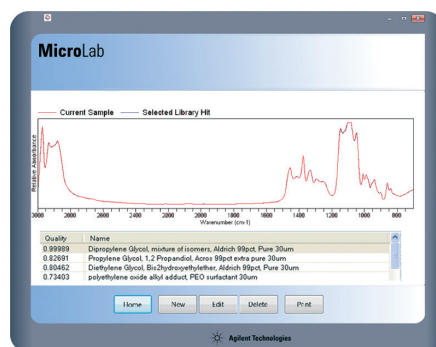 MicroLab
Current Sample
Selected Library Hit
Relative Absorbance
3000 2800 2600 2400 2200 2000 1800 1600 1400 1200 1000 800
Wavenumber (cm-1)
Quality Name
0.99989 Dipropylene Glycol, mixture of isomers, Aldrich 99pct, Pure 30um
0.82691 Propylene Glycol, 1,2 Propandiol, Acros 99pct extra pure 30um
0.80462 Diethylene Glycol, Bis2hydroxyethylether, Aldrich 99pct, Pure 30um
0.73403 polyethylene oxide alkyl adduct, PEO surfactant 30um
Home New Edit Delete Print
Agilent Technologies